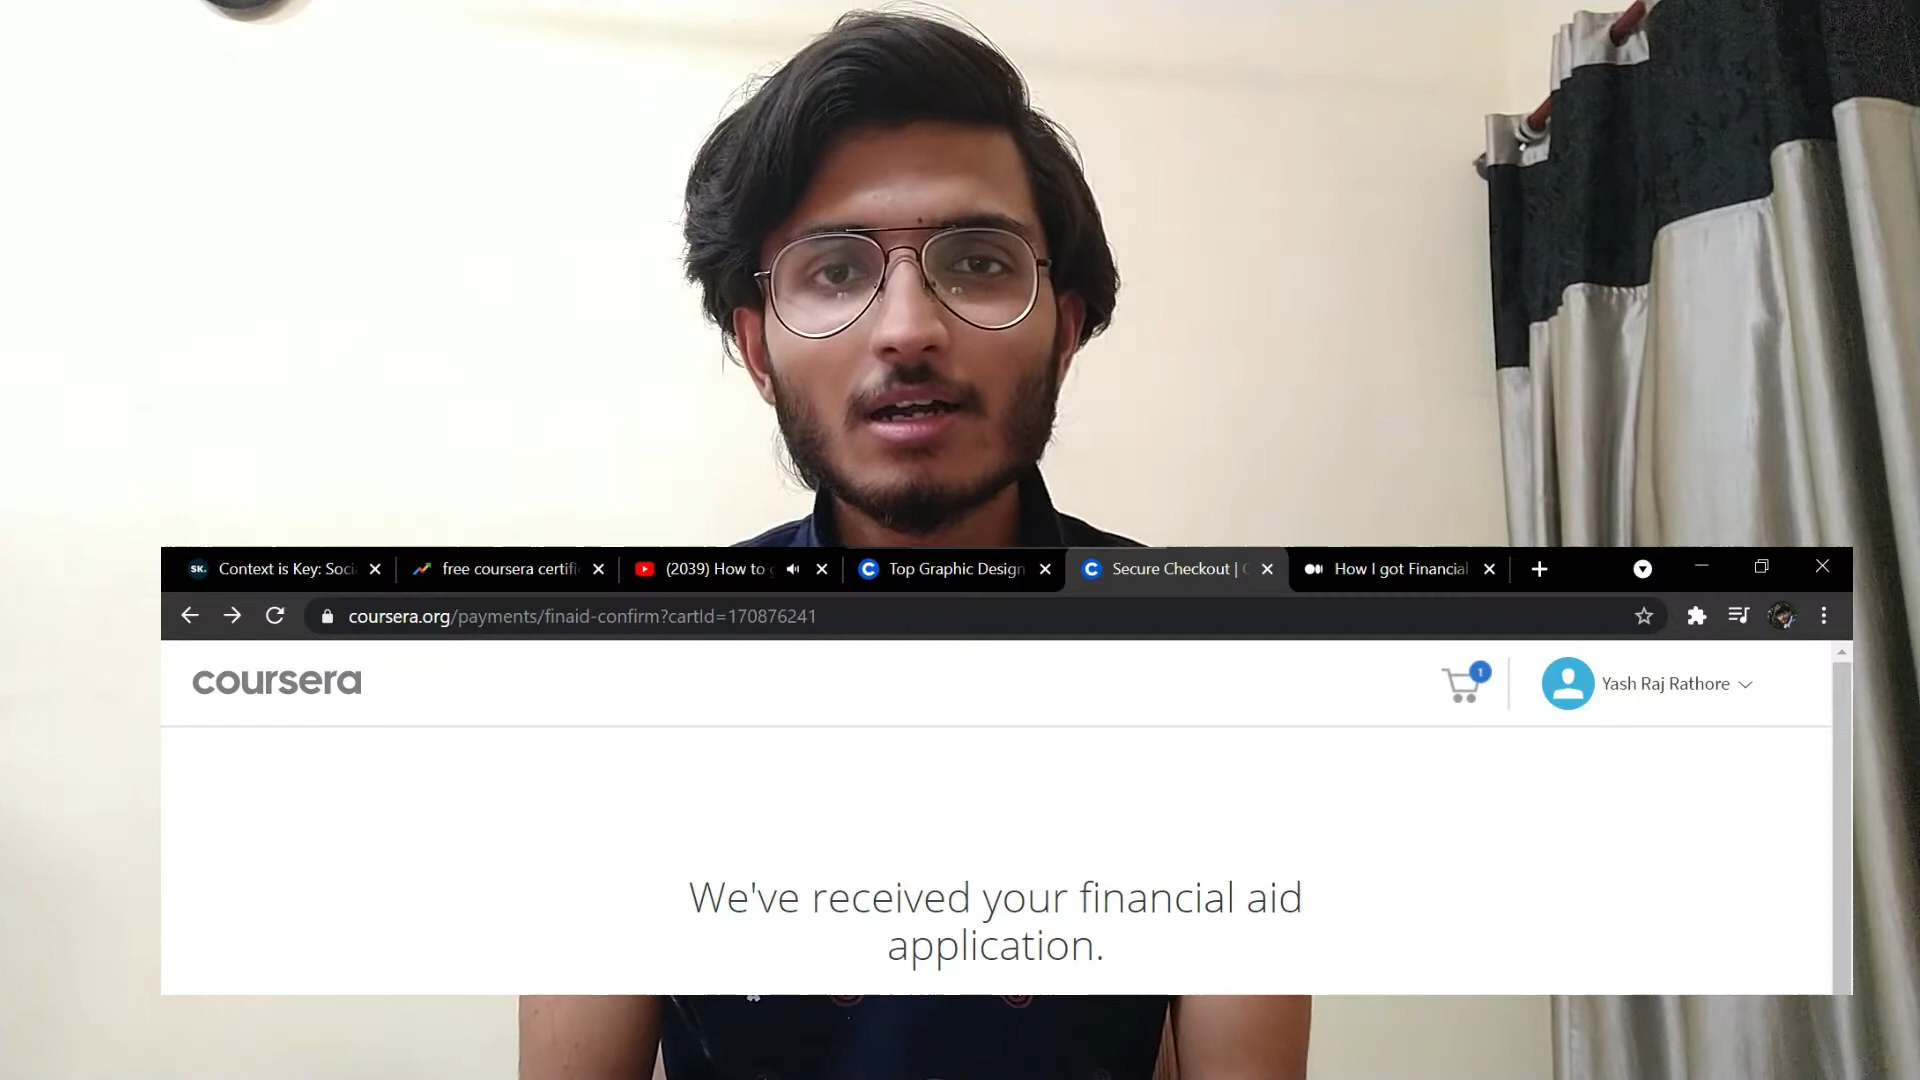 SK. Context is Key: Soci free coursera certifi (2039) How to g Top Graphic Design Secure Checkout | C How I got Financial
coursera.org/payments/finaid-confirm?cartId=170876241
coursera 1 Yash Raj Rathore
We've received your financial aid
application.